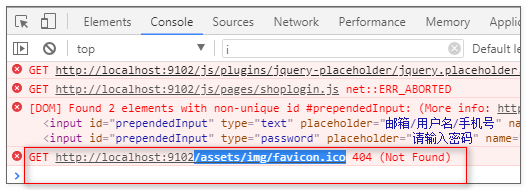 Elements Console Sources Network
top i Default le
GET http://localhost:9102/js/plugins/jquery-placeholder/jquery.placeholder
GET http://localhost:9102/js/pages/shoplogin.js net::ERR_ABORTED
[DOM] Found 2 elements with non-unique id #prependedInput: (More info: htt
<input id="prependedInput" type="text" placeholder="邮箱/用户名/手机号" na
<input id="prependedInput" type="password" placeholder="请输入密码" name=
GET http://localhost:9102/assets/img/favicon.ico 404 (Not Found)